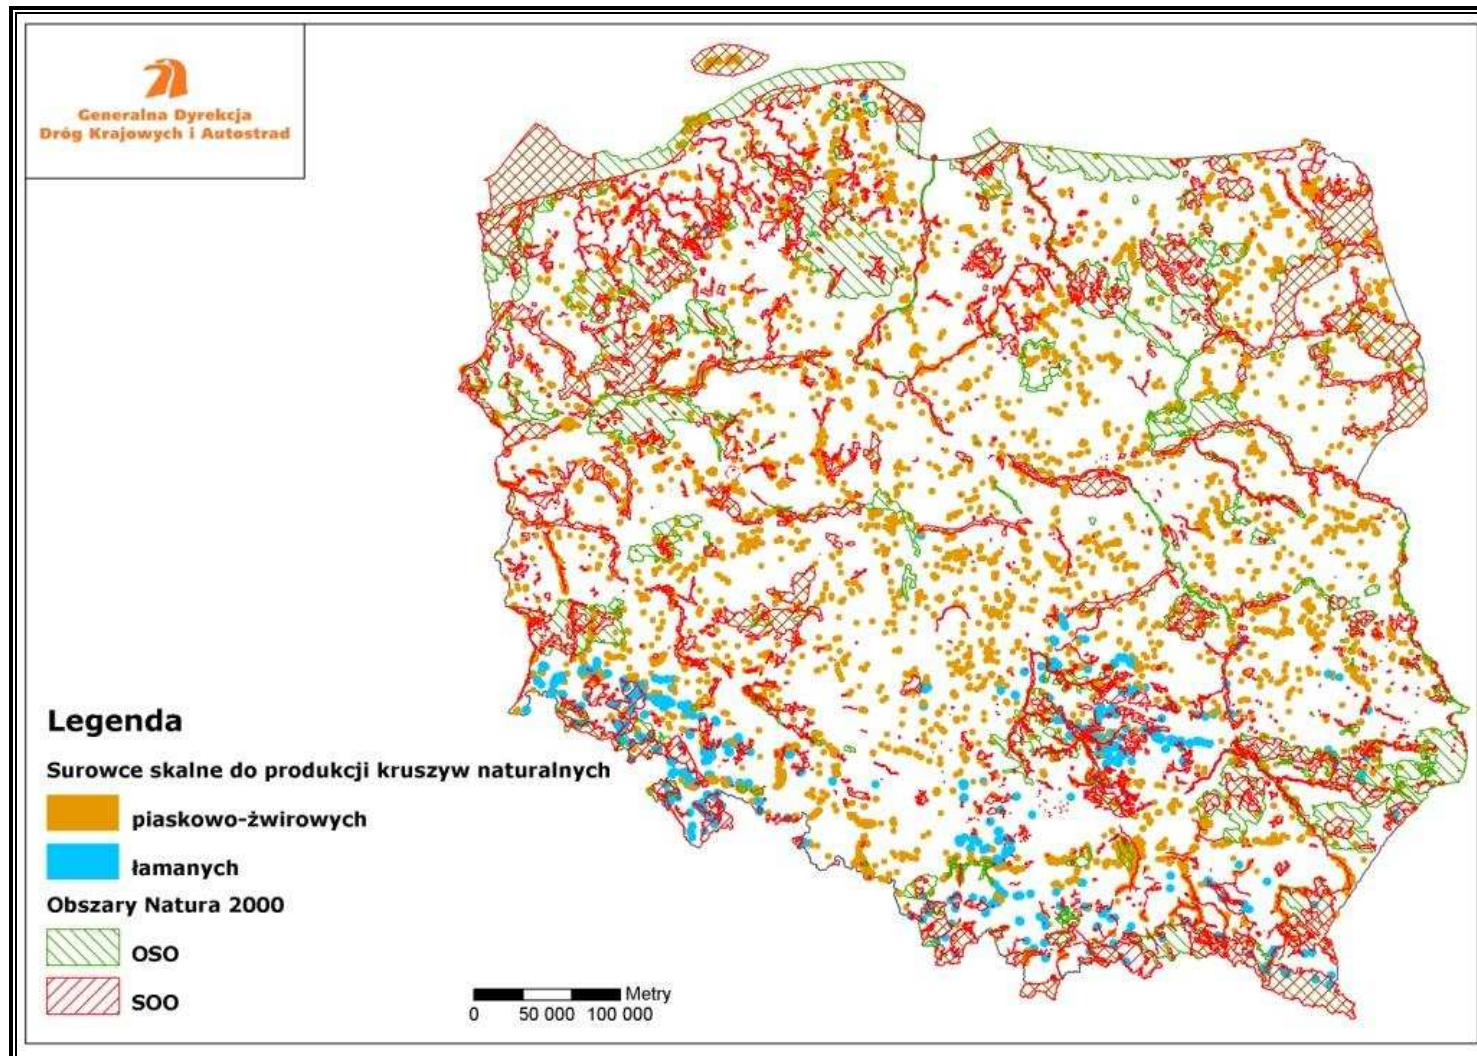 Generalna Dyrekcja
Dróg Krajowych i Autostrad
Legenda
Surowce skalne do produkcji kruszyw naturalnych
piaskowo-żwirowych
łamanych
Obszary Natura 2000
OSO
SOO
Metry
0 50 000 100 000